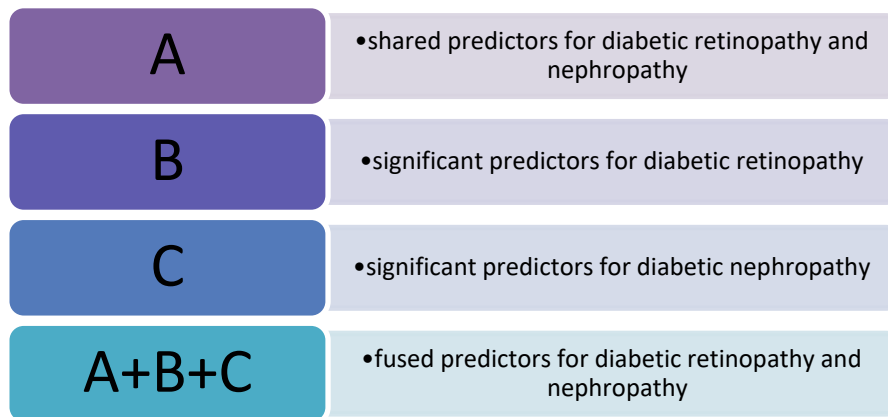 A
•shared predictors for diabetic retinopathy and
nephropathy
B
•significant predictors for diabetic retinopathy
C
•significant predictors for diabetic nephropathy
A+B+C
•fused predictors for diabetic retinopathy and
nephropathy